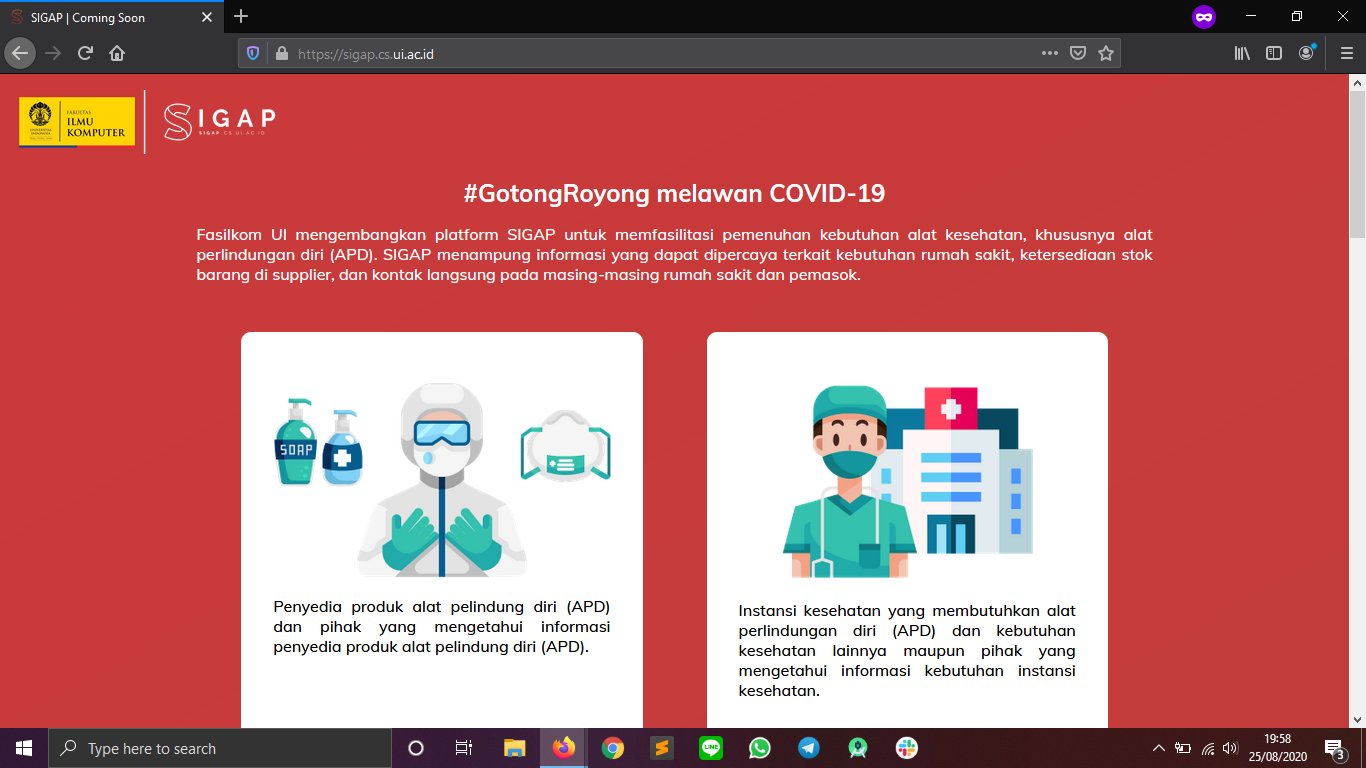 SIGAP | Coming Soon
https://sigap.cs.ui.ac.id
FAKULTAS
ILMU
KOMPUTER
UNIVERSITAS
INDONESIA
SIGAP
SIGAP.CS.UI.AC.ID
#GotongRoyong melawan COVID-19
Fasilkom UI mengembangkan platform SIGAP untuk memfasilitasi pemenuhan kebutuhan alat kesehatan, khususnya alat
perlindungan diri (APD). SIGAP menampung informasi yang dapat dipercaya terkait kebutuhan rumah sakit, ketersediaan stok
barang di supplier, dan kontak langsung pada masing-masing rumah sakit dan pemasok.
SOAP
Penyedia produk alat pelindung diri (APD)
dan pihak yang mengetahui informasi
penyedia produk alat pelindung diri (APD).
Instansi kesehatan yang membutuhkan alat
perlindungan diri (APD) dan kebutuhan
kesehatan lainnya maupun pihak yang
mengetahui informasi kebutuhan instansi
kesehatan.
Type here to search
LINE
19:58
25/08/2020
3